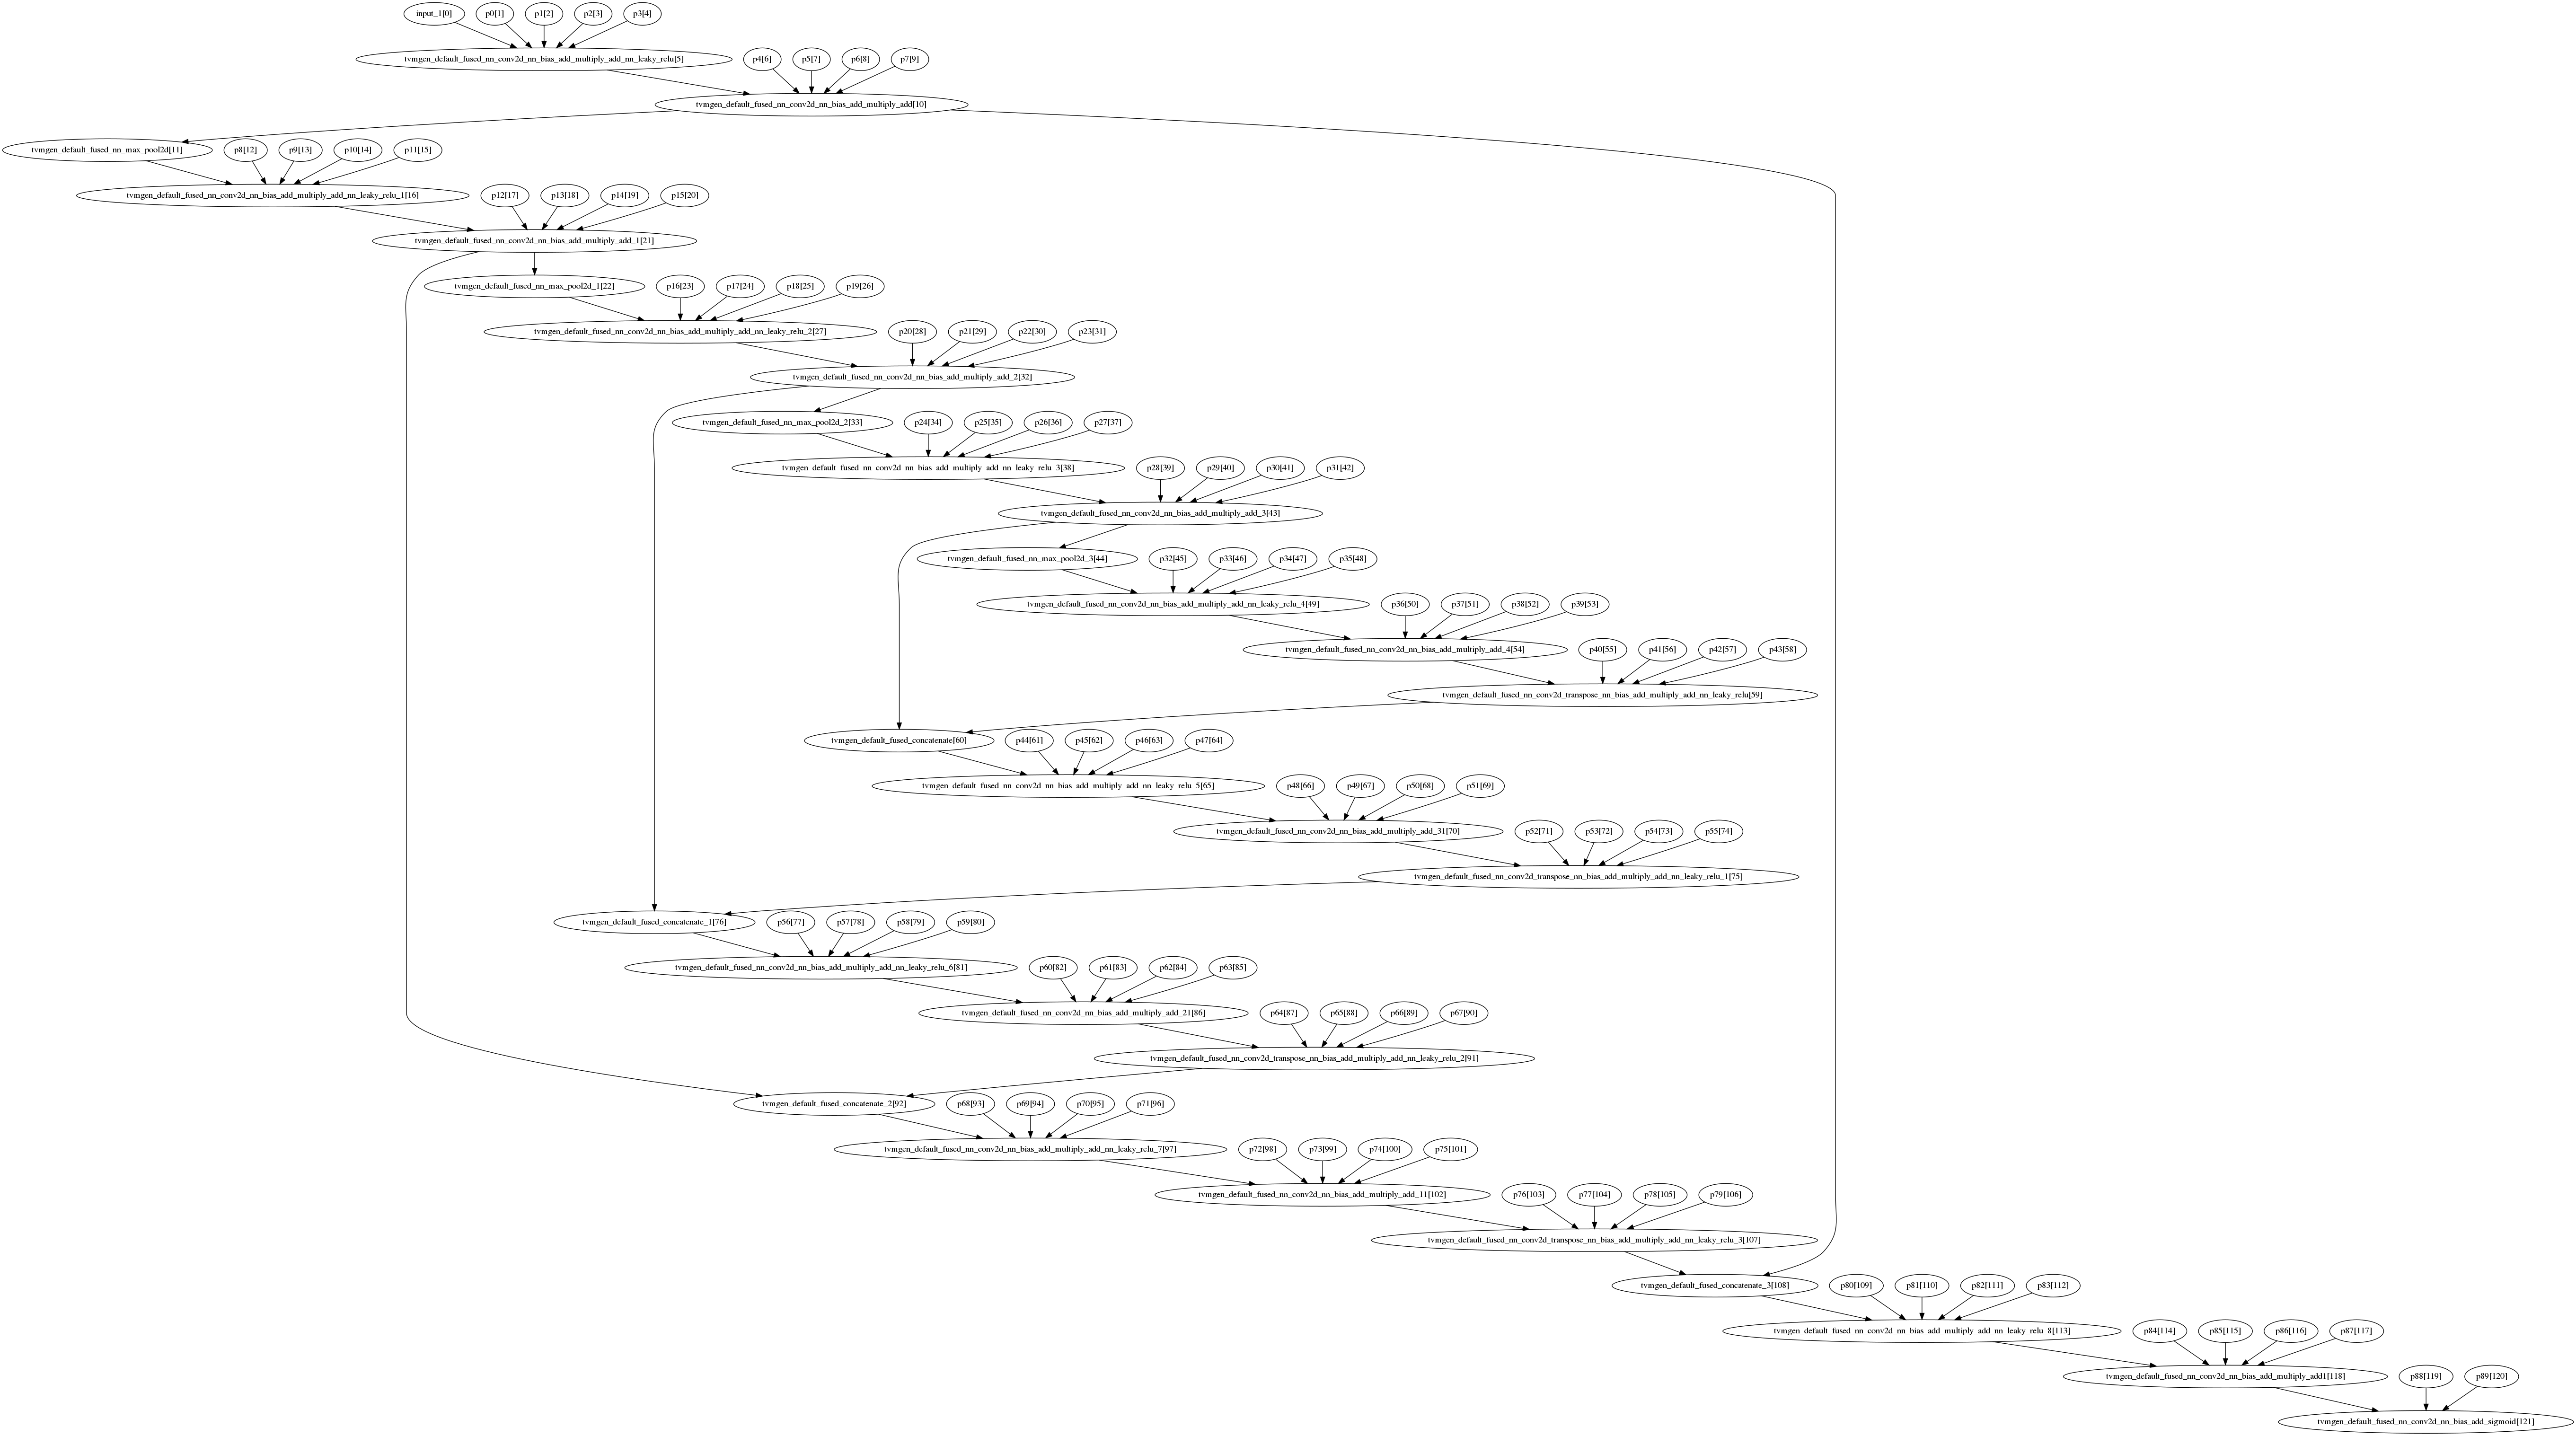 input_1[0] p0[1] p1[2] p2[3] p3[4]
tvmgen_default_fused_nn_conv2d_nn_bias_add_multiply_add_nn_leaky_relu[5] p4[6] p5[7] p6[8] p7[9]
tvmgen_default_fused_nn_conv2d_nn_bias_add_multiply_add[10]
tvmgen_default_fused_nn_max_pool2d[11] p8[12] p9[13] p10[14] p11[15]
tvmgen_default_fused_nn_conv2d_nn_bias_add_multiply_add_nn_leaky_relu_1[16] p12[17] p13[18] p14[19] p15[20]
tvmgen_default_fused_nn_conv2d_nn_bias_add_multiply_add_1[21]
tvmgen_default_fused_nn_max_pool2d_1[22] p16[23] p17[24] p18[25] p19[26]
tvmgen_default_fused_nn_conv2d_nn_bias_add_multiply_add_nn_leaky_relu_2[27] p20[28] p21[29] p22[30] p23[31]
tvmgen_default_fused_nn_conv2d_nn_bias_add_multiply_add_2[32]
tvmgen_default_fused_nn_max_pool2d_2[33] p24[34] p25[35] p26[36] p27[37]
tvmgen_default_fused_nn_conv2d_nn_bias_add_multiply_add_nn_leaky_relu_3[38] p28[39] p29[40] p30[41] p31[42]
tvmgen_default_fused_nn_conv2d_nn_bias_add_multiply_add_3[43]
tvmgen_default_fused_nn_max_pool2d_3[44] p32[45] p33[46] p34[47] p35[48]
tvmgen_default_fused_nn_conv2d_nn_bias_add_multiply_add_nn_leaky_relu_4[49] p36[50] p37[51] p38[52] p39[53]
tvmgen_default_fused_nn_conv2d_nn_bias_add_multiply_add_4[54] p40[55] p41[56] p42[57] p43[58]
tvmgen_default_fused_nn_conv2d_transpose_nn_bias_add_multiply_add_nn_leaky_relu[59]
tvmgen_default_fused_concatenate[60] p44[61] p45[62] p46[63] p47[64]
tvmgen_default_fused_nn_conv2d_nn_bias_add_multiply_add_nn_leaky_relu_5[65] p48[66] p49[67] p50[68] p51[69]
tvmgen_default_fused_nn_conv2d_nn_bias_add_multiply_add_31[70] p52[71] p53[72] p54[73] p55[74]
tvmgen_default_fused_nn_conv2d_transpose_nn_bias_add_multiply_add_nn_leaky_relu_1[75]
tvmgen_default_fused_concatenate_1[76] p56[77] p57[78] p58[79] p59[80]
tvmgen_default_fused_nn_conv2d_nn_bias_add_multiply_add_nn_leaky_relu_6[81] p60[82] p61[83] p62[84] p63[85]
tvmgen_default_fused_nn_conv2d_nn_bias_add_multiply_add_21[86] p64[87] p65[88] p66[89] p67[90]
tvmgen_default_fused_nn_conv2d_transpose_nn_bias_add_multiply_add_nn_leaky_relu_2[91]
tvmgen_default_fused_concatenate_2[92] p68[93] p69[94] p70[95] p71[96]
tvmgen_default_fused_nn_conv2d_nn_bias_add_multiply_add_nn_leaky_relu_7[97] p72[98] p73[99] p74[100] p75[101]
tvmgen_default_fused_nn_conv2d_nn_bias_add_multiply_add_11[102] p76[103] p77[104] p78[105] p79[106]
tvmgen_default_fused_nn_conv2d_transpose_nn_bias_add_multiply_add_nn_leaky_relu_3[107]
tvmgen_default_fused_concatenate_3[108] p80[109] p81[110] p82[111] p83[112]
tvmgen_default_fused_nn_conv2d_nn_bias_add_multiply_add_nn_leaky_relu_8[113] p84[114] p85[115] p86[116] p87[117]
tvmgen_default_fused_nn_conv2d_nn_bias_add_multiply_add1[118] p88[119] p89[120]
tvmgen_default_fused_nn_conv2d_nn_bias_add_sigmoid[121]